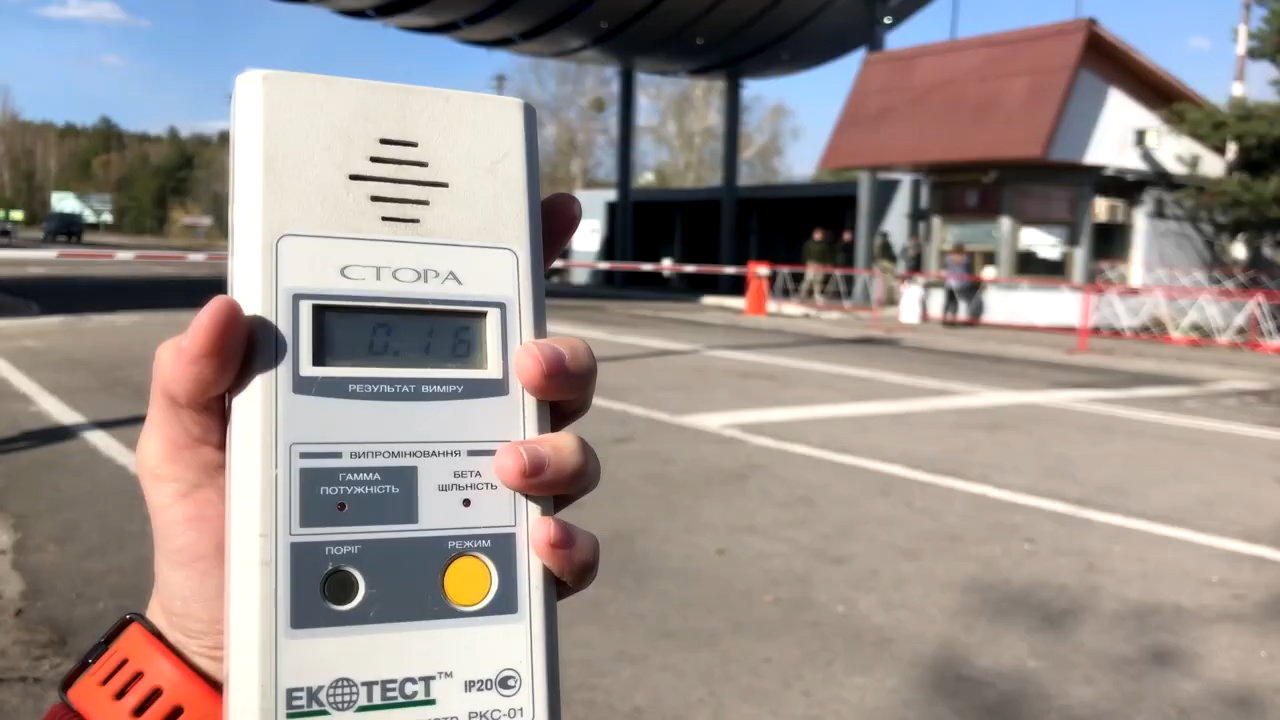 СТОРА
0.16
РЕЗУЛЬТАТ ВИМІРУ
ВИПРОМІНЮВАННЯ
ГАММА
ПОТУЖНІСТЬ
БЕТА
ЩІЛЬНІСТЬ
ПОРІГ
РЕЖИМ
ЕКОТЕСТ™
IP20
РКС-01